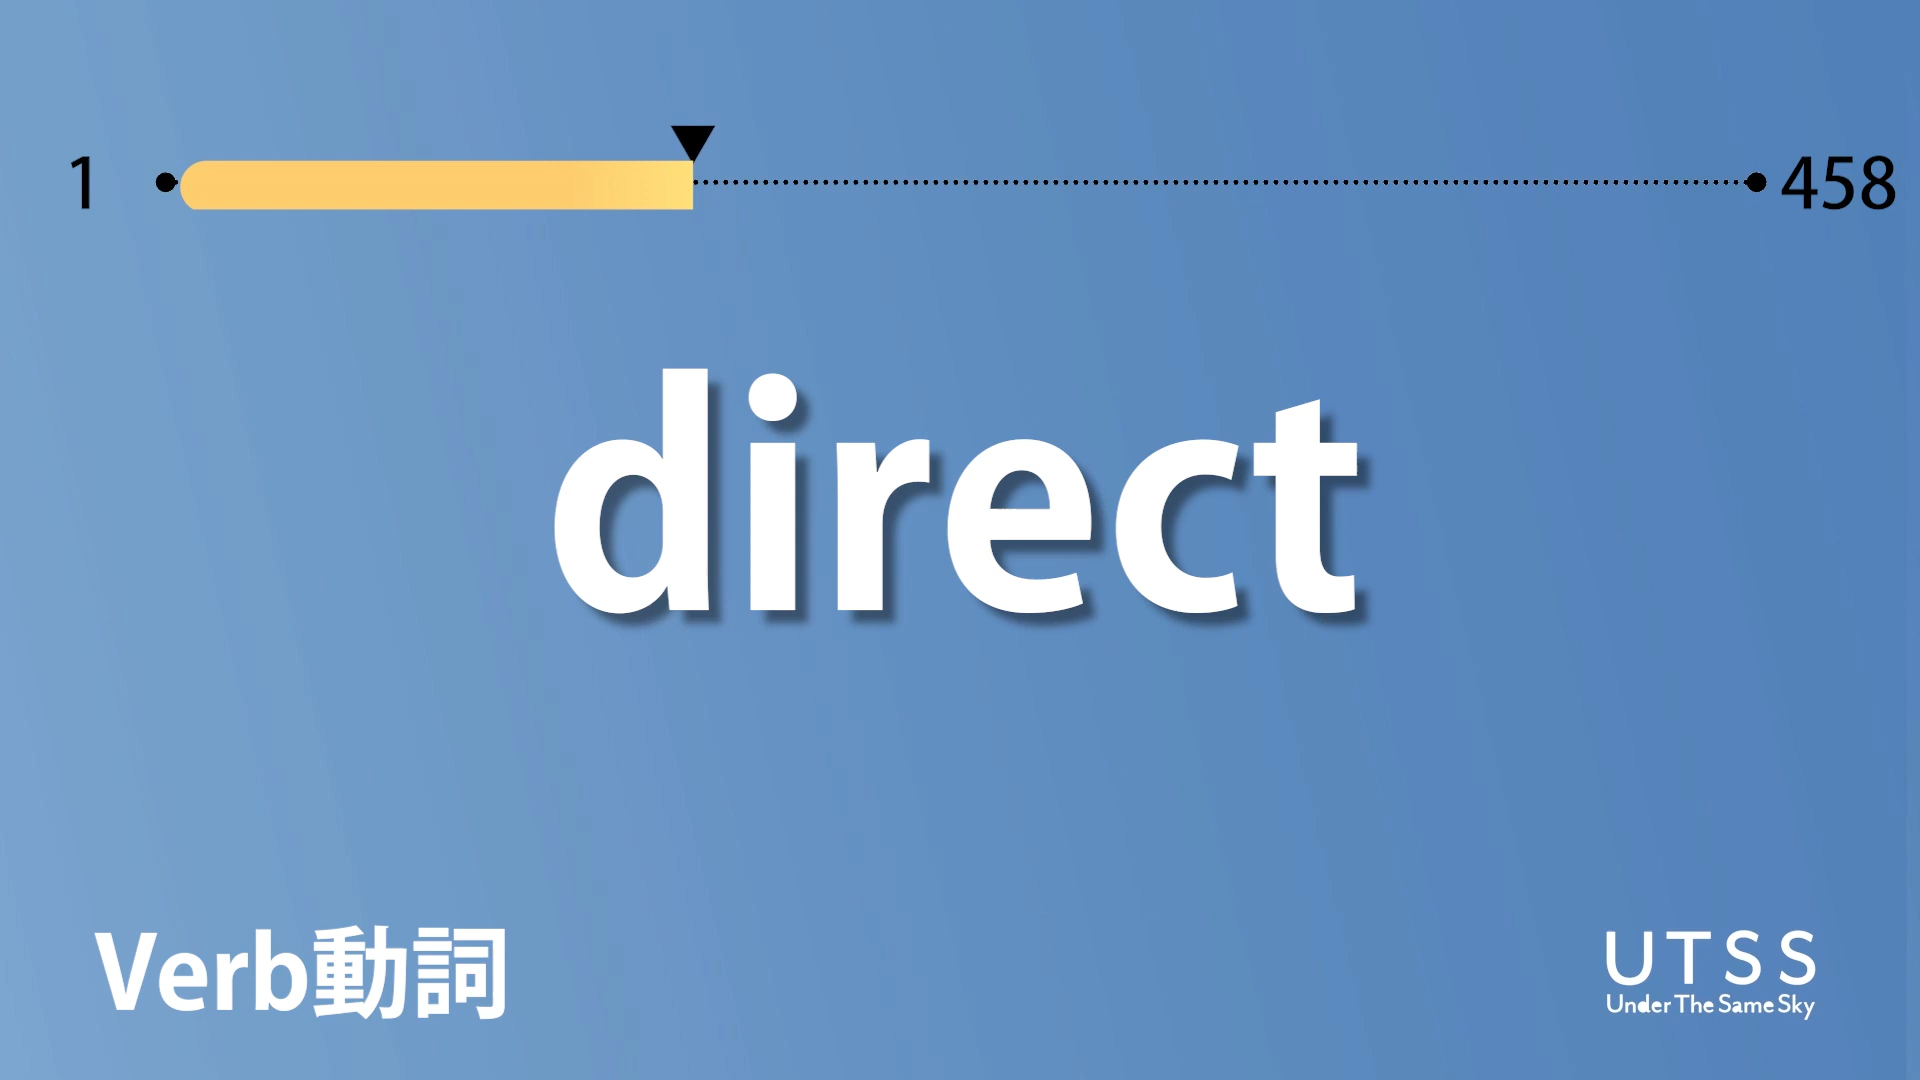 1 458
direct
Verb動詞
UTSS
Under The Same Sky